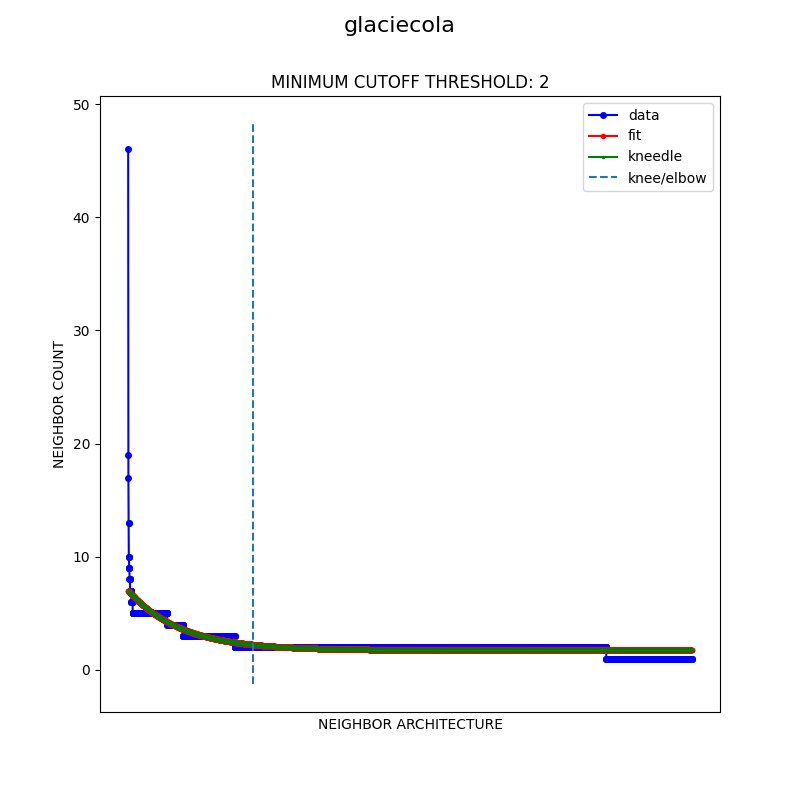 glaciecola
MINIMUM CUTOFF THRESHOLD: 2
50
40
30
20
10
0
NEIGHBOR COUNT
data
fit
kneedle
knee/elbow
NEIGHBOR ARCHITECTURE